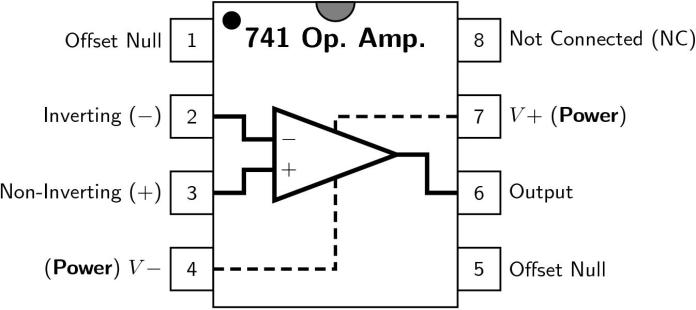 741 Op. Amp.
Offset Null 1
8 Not Connected (NC)
Inverting (−) 2
7 V+ (Power)
−
+
Non-Inverting (+) 3
6 Output
(Power) V− 4
5 Offset Null